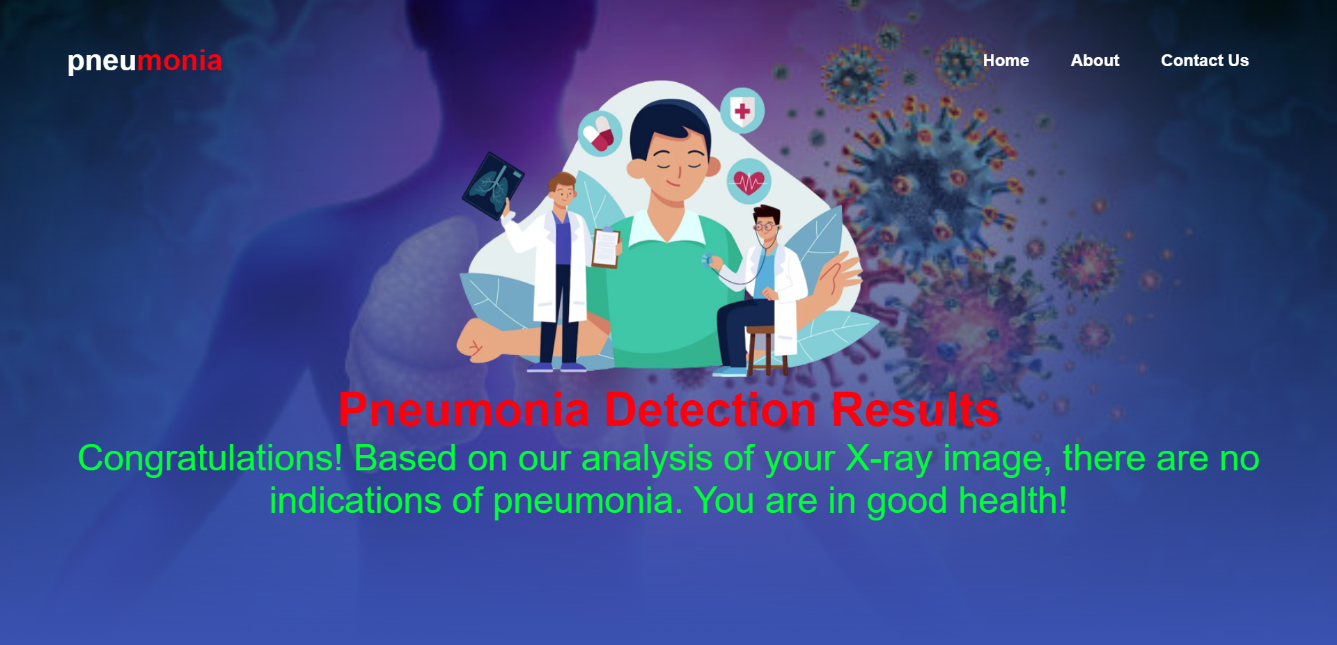 pneumonia
Home About Contact Us
Pneumonia Detection Results
Congratulations! Based on our analysis of your X-ray image, there are no
indications of pneumonia. You are in good health!